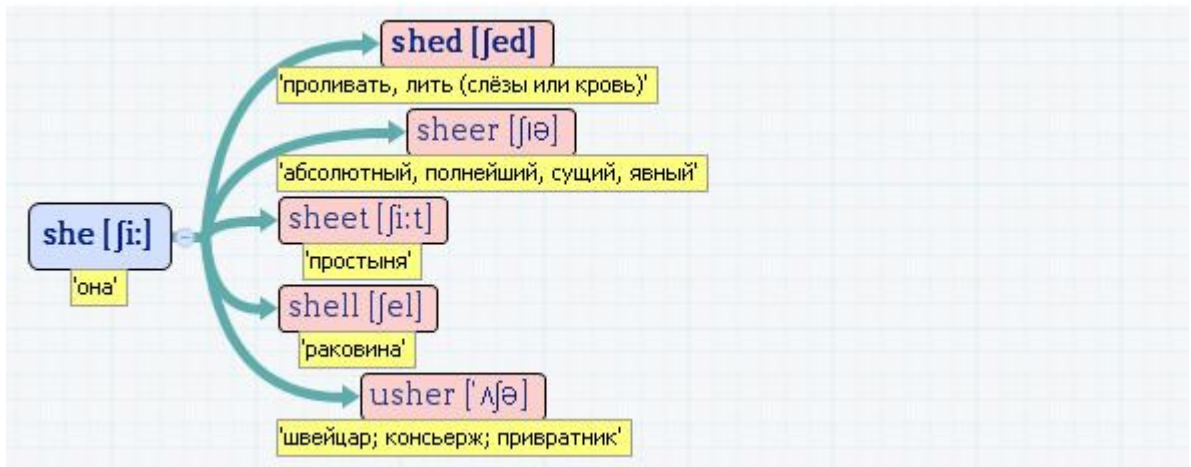 shed [ʃed]
'проливать, лить (слёзы или кровь)'
sheer [ʃıə]
'абсолютный, полнейший, сущий, явный'
she [ʃi:]
'она'
sheet [ʃi:t]
'простыня'
shell [ʃel]
'раковина'
usher ['ʌʃə]
'швейцар; консьерж; привратник'